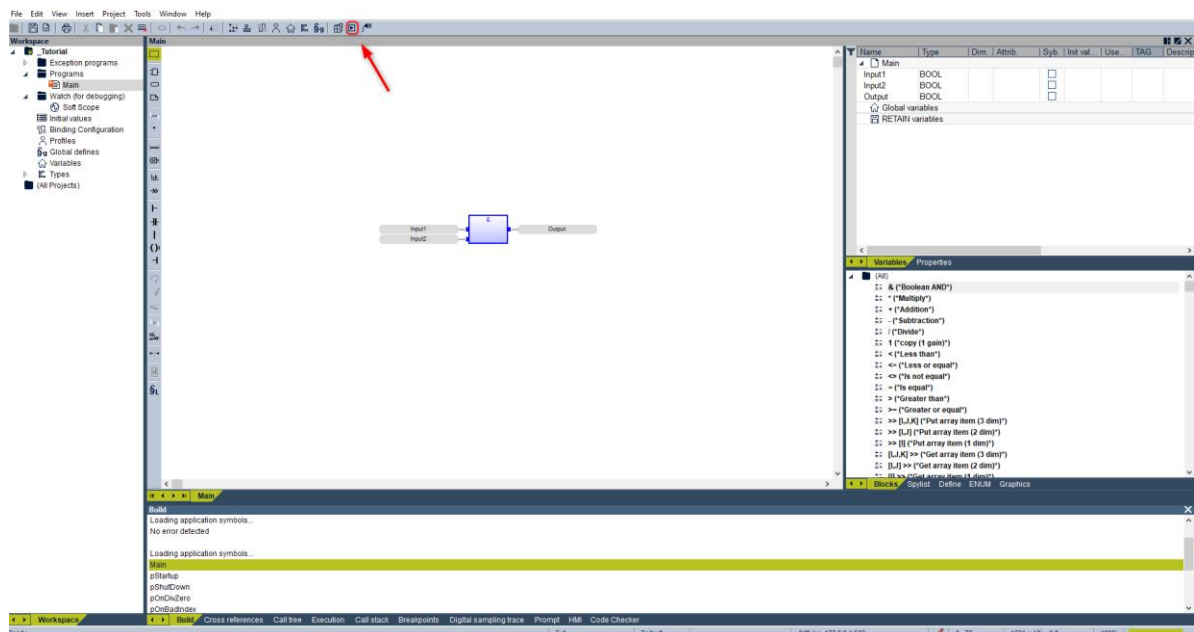 File Edit View Insert Project Tools Window Help
Workspace
_Tutorial
Exception programs
Programs
Main
Watch (for debugging)
Soft Scope
Initial values
Binding Configuration
Profiles
Global defines
Variables
Types
(All Projects)
Main
Input1
Input2
&
Output
Main
Name Type Dim. Attrib. Syb. Init val... Use... TAG Descrip
Main
Input1 BOOL
Input2 BOOL
Output BOOL
Global variables
RETAIN variables
Variables Properties
(All)
& (*Boolean AND*)
* (*Multiply*)
+ (*Addition*)
- (*Subtraction*)
/ (*Divide*)
1 (*copy (1 gain)*)
< (*Less than*)
<= (*Less or equal*)
<> (*Is not equal*)
= (*Is equal*)
> (*Greater than*)
>= (*Greater or equal*)
>> [I,J,K] (*Put array item (3 dim)*)
>> [I,J] (*Put array item (2 dim)*)
>> [I] (*Put array item (1 dim)*)
[I,J,K] >> (*Get array item (3 dim)*)
[I,J] >> (*Get array item (2 dim)*)
[I] >> (*Get array item (1 dim)*)
Blocks Spylist Define ENUM Graphics
Build
Loading application symbols...
No error detected
Loading application symbols...
Main
pStartup
pShutDown
pOnDivZero
pOnBadIndex
Workspace
Build Cross references Call tree Execution Call stack Breakpoints Digital sampling trace Prompt HMI Code Checker